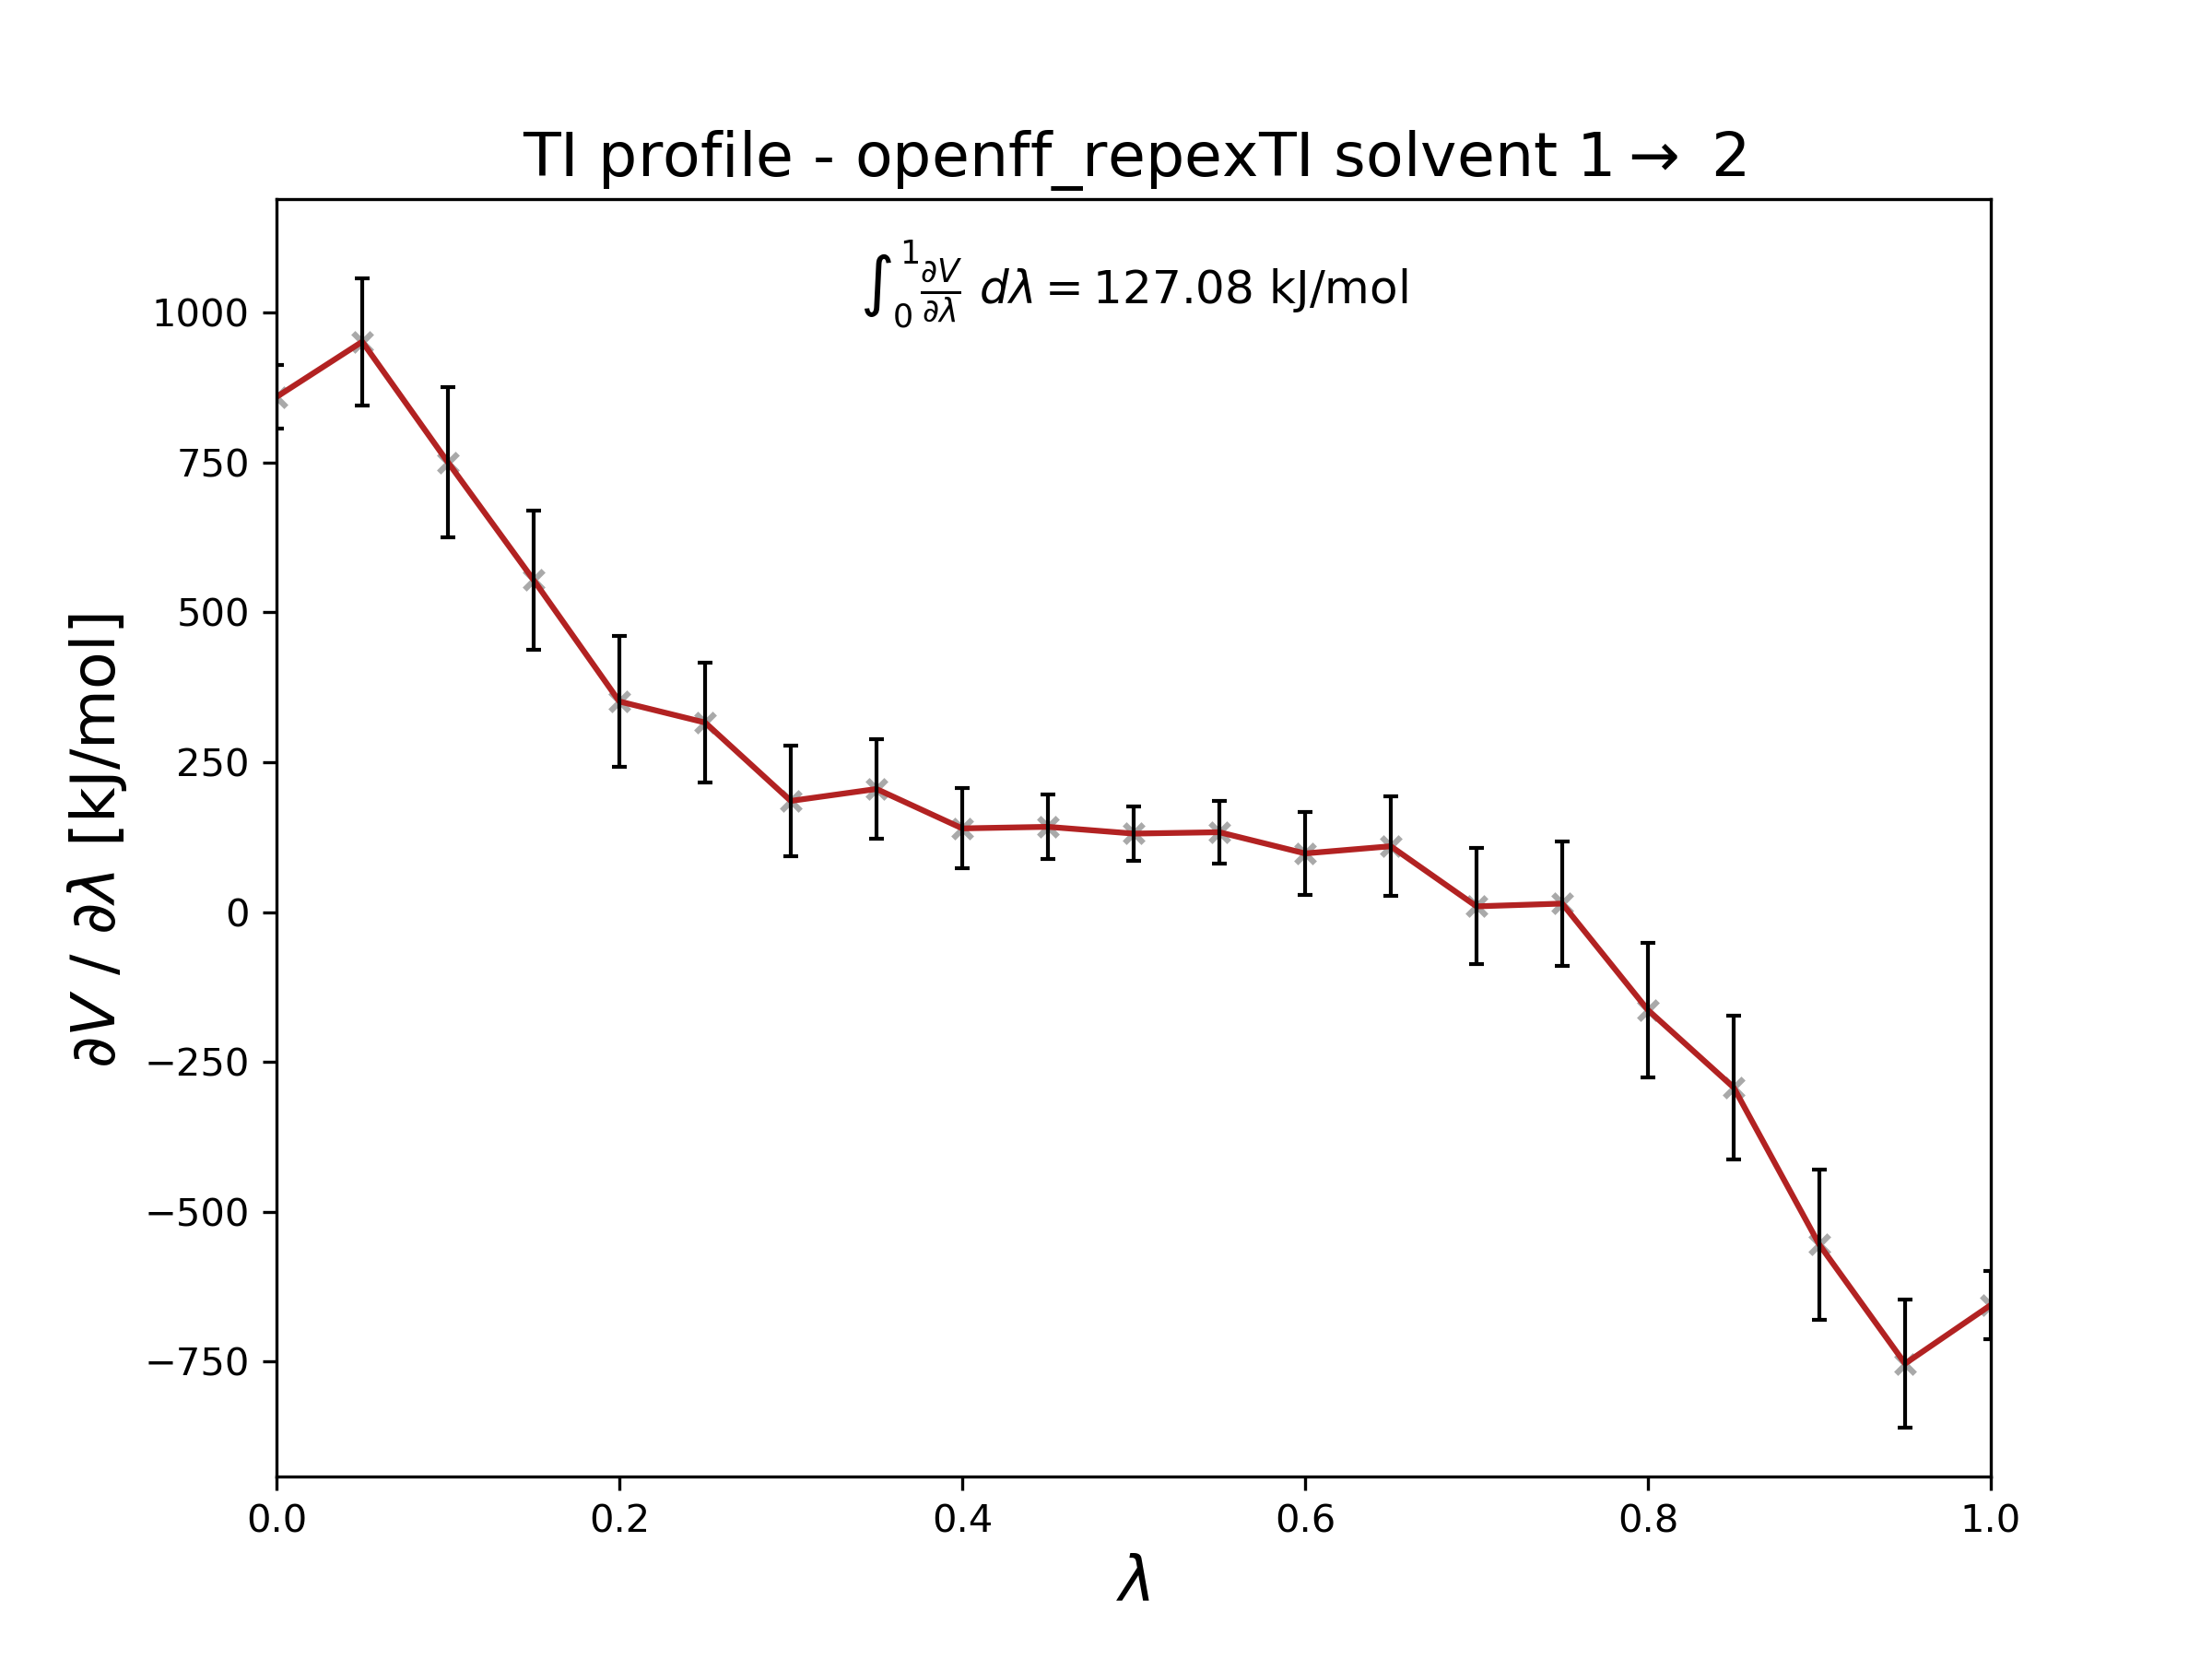 TI profile - openff_repexTI solvent 1→ 2
∫₀¹ ∂V/∂λ dλ = 127.08 kJ/mol
∂V / ∂λ [kJ/mol]
1000
750
500
250
0
−250
−500
−750
0.0 0.2 0.4 0.6 0.8 1.0
λ